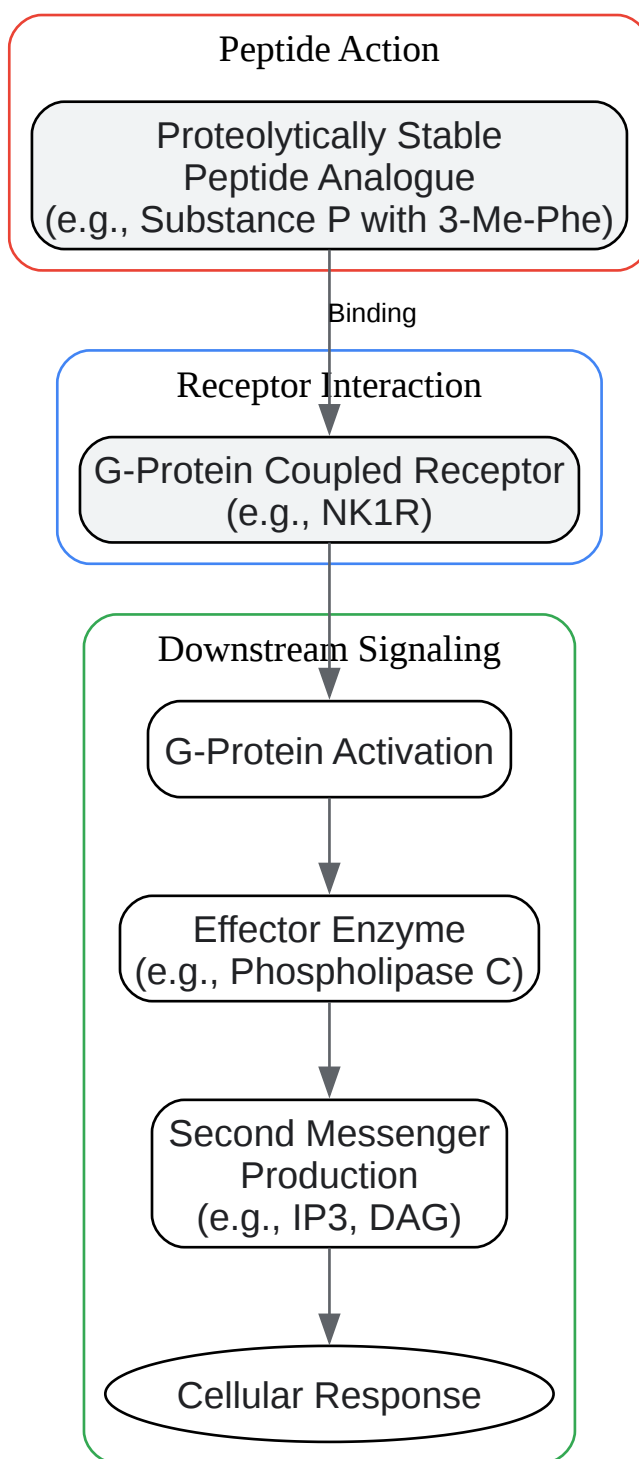 Peptide Action
Proteolytically Stable
Peptide Analogue
(e.g., Substance P with 3-Me-Phe)
Binding
Receptor Interaction
G-Protein Coupled Receptor
(e.g., NK1R)
Downstream Signaling
G-Protein Activation
Effector Enzyme
(e.g., Phospholipase C)
Second Messenger
Production
(e.g., IP3, DAG)
Cellular Response